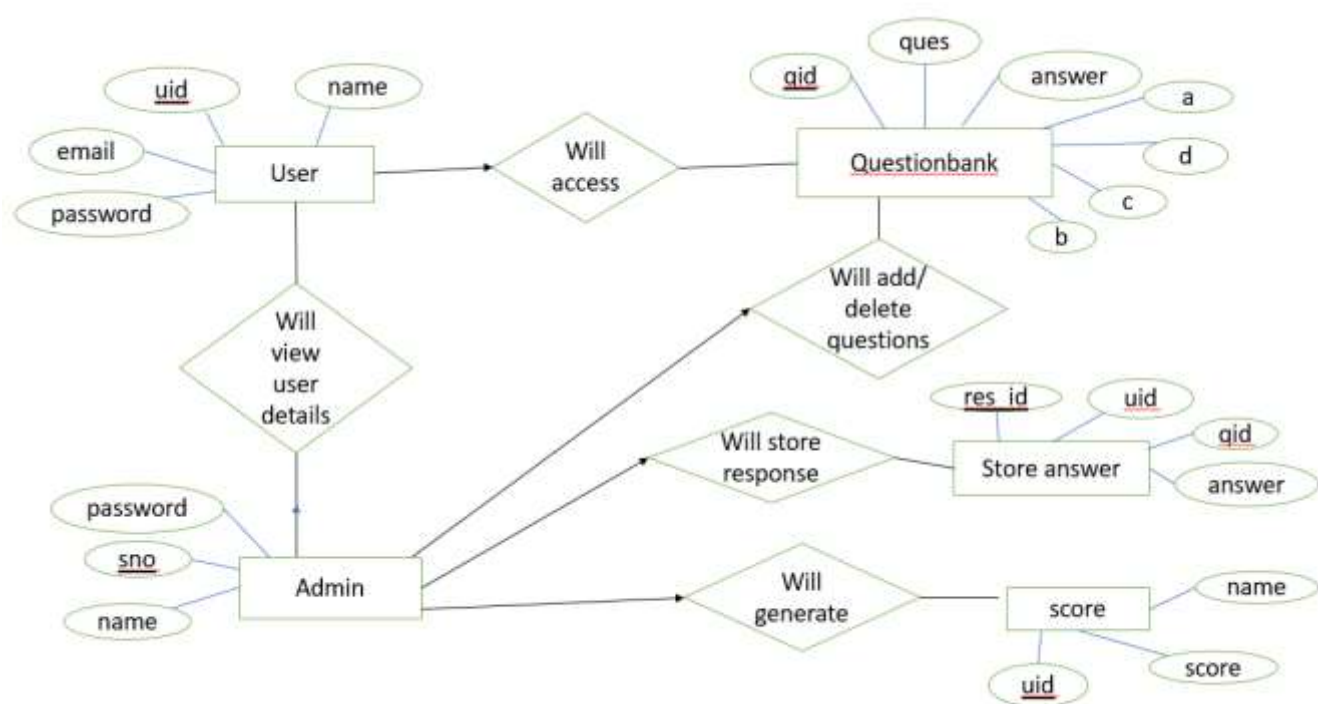 ques
qid
answer
uid
name
a
email
Will
access
Questionbank
d
User
c
password
b
Will add/
delete
questions
Will
view
user
details
res_id
uid
qid
Will store
response
Store answer
answer
password
sno
Admin
name
Will
generate
name
score
score
uid